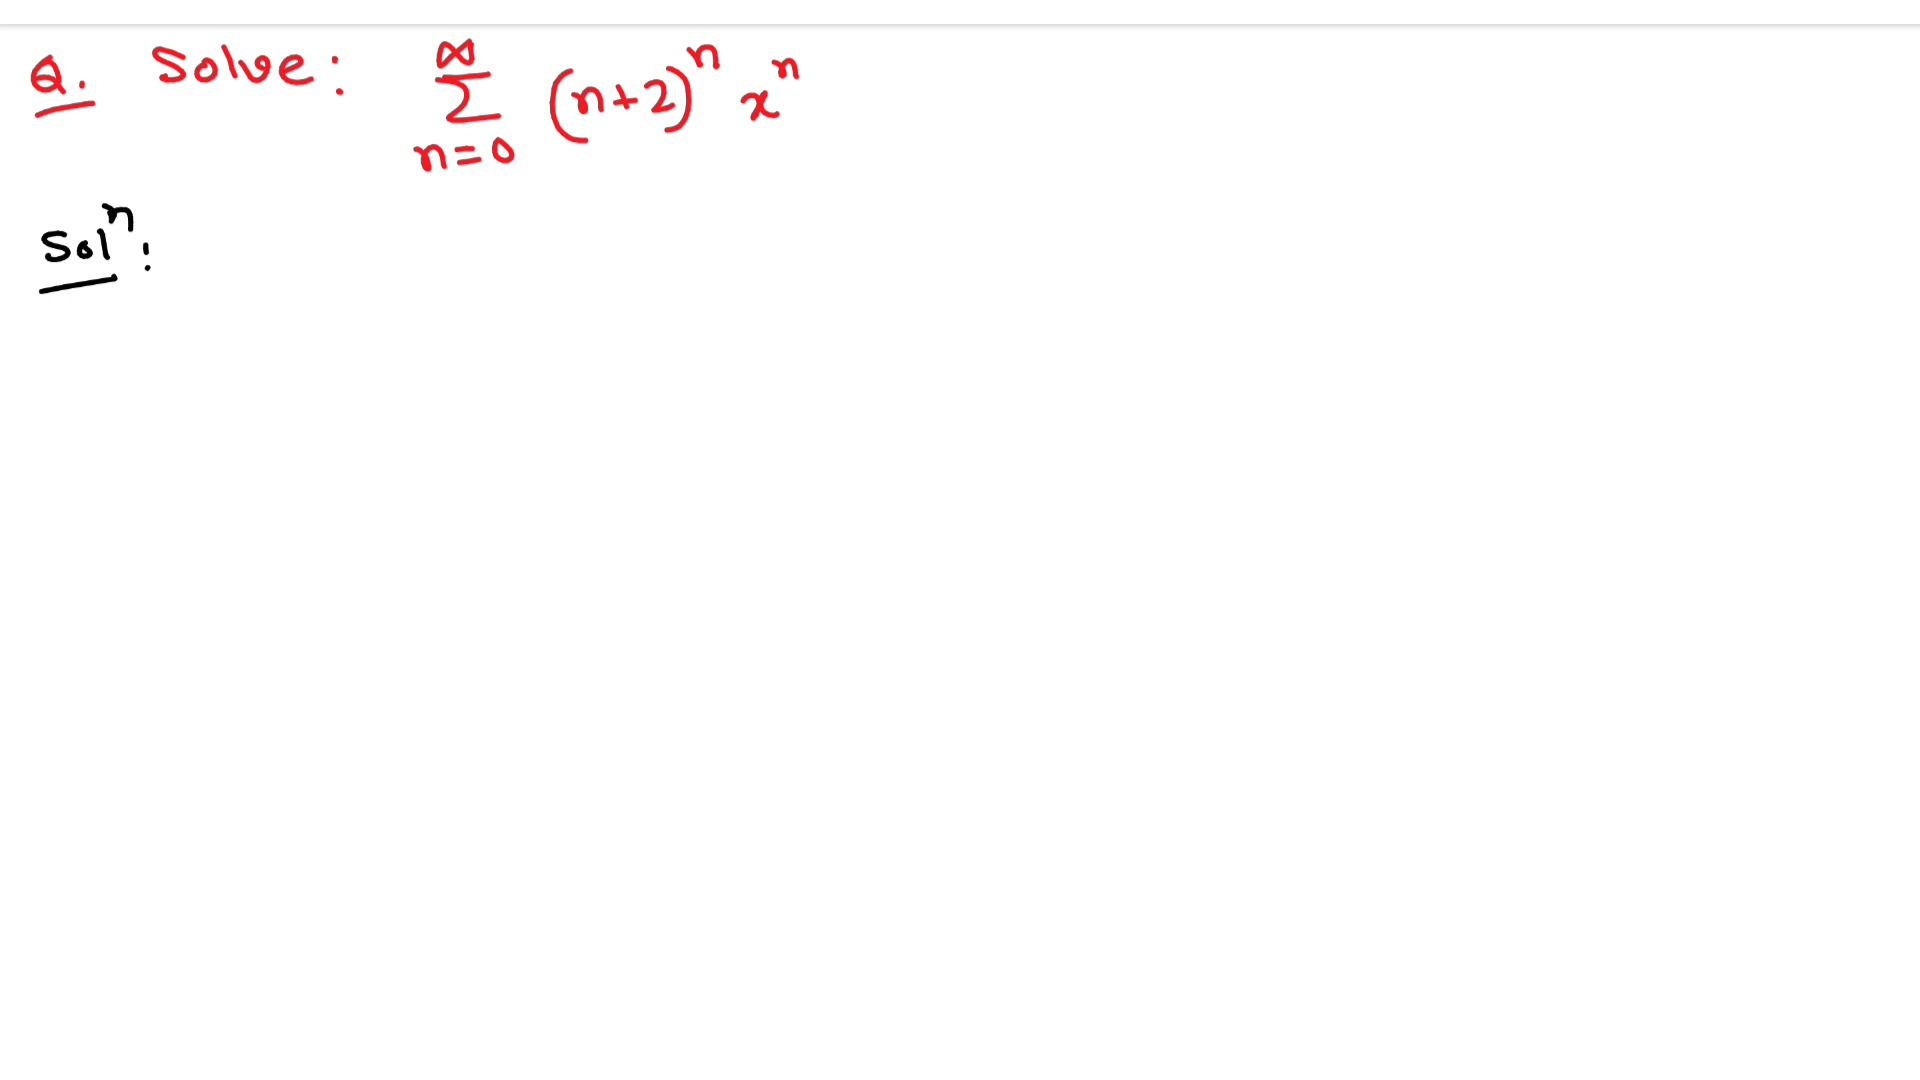 Q. Solve: ∞∑n=0 (n+2)^n x^n
Sol^n: